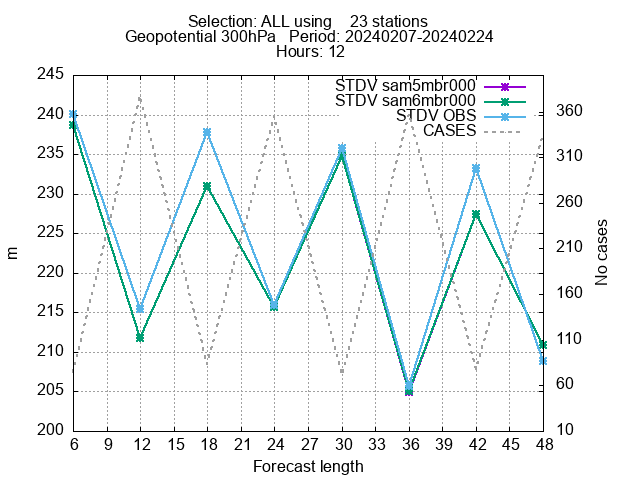 Selection: ALL using    23 stations
Geopotential 300hPa   Period: 20240207-20240224
Hours: 12
STDV sam5mbr000
STDV sam6mbr000
STDV OBS
CASES
245
240
235
230
225
220
215
210
205
200
m
360
310
260
210
160
110
60
10
No cases
6 9 12 15 18 21 24 27 30 33 36 39 42 45 48
Forecast length